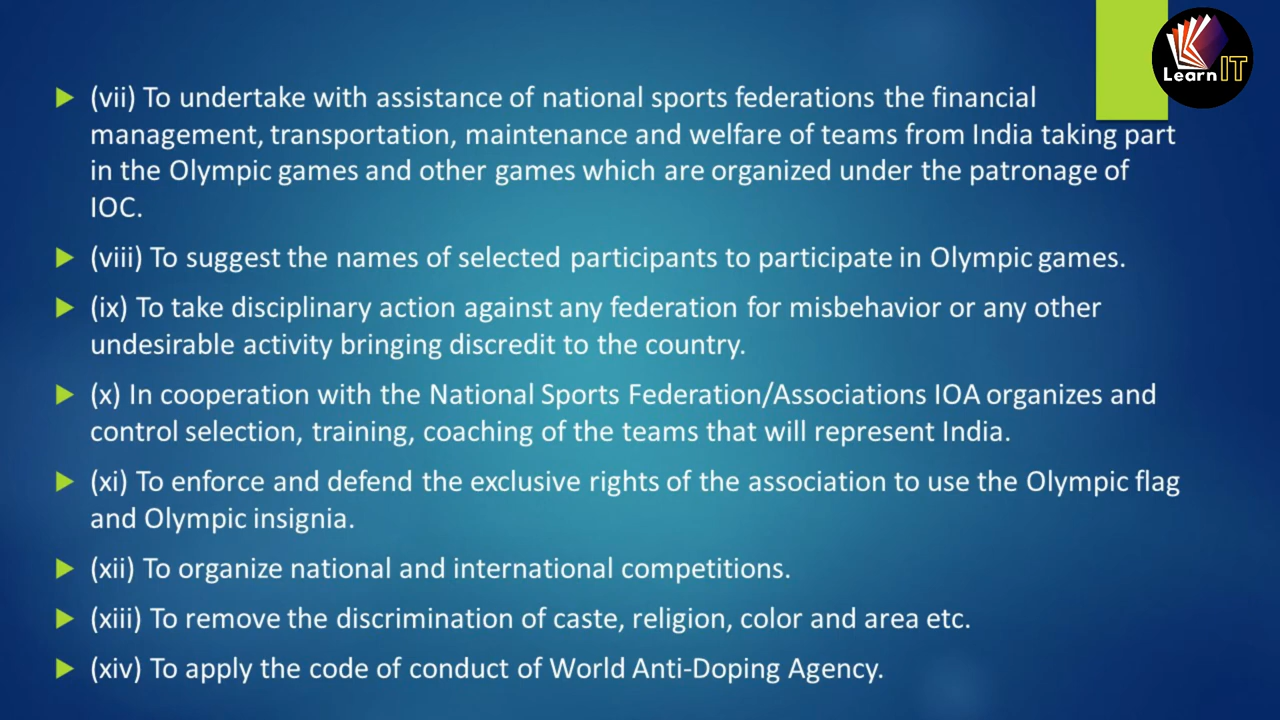 Learn IT
(vii) To undertake with assistance of national sports federations the financial
management, transportation, maintenance and welfare of teams from India taking part
in the Olympic games and other games which are organized under the patronage of
IOC.
(viii) To suggest the names of selected participants to participate in Olympic games.
(ix) To take disciplinary action against any federation for misbehavior or any other
undesirable activity bringing discredit to the country.
(x) In cooperation with the National Sports Federation/Associations IOA organizes and
control selection, training, coaching of the teams that will represent India.
(xi) To enforce and defend the exclusive rights of the association to use the Olympic flag
and Olympic insignia.
(xii) To organize national and international competitions.
(xiii) To remove the discrimination of caste, religion, color and area etc.
(xiv) To apply the code of conduct of World Anti-Doping Agency.